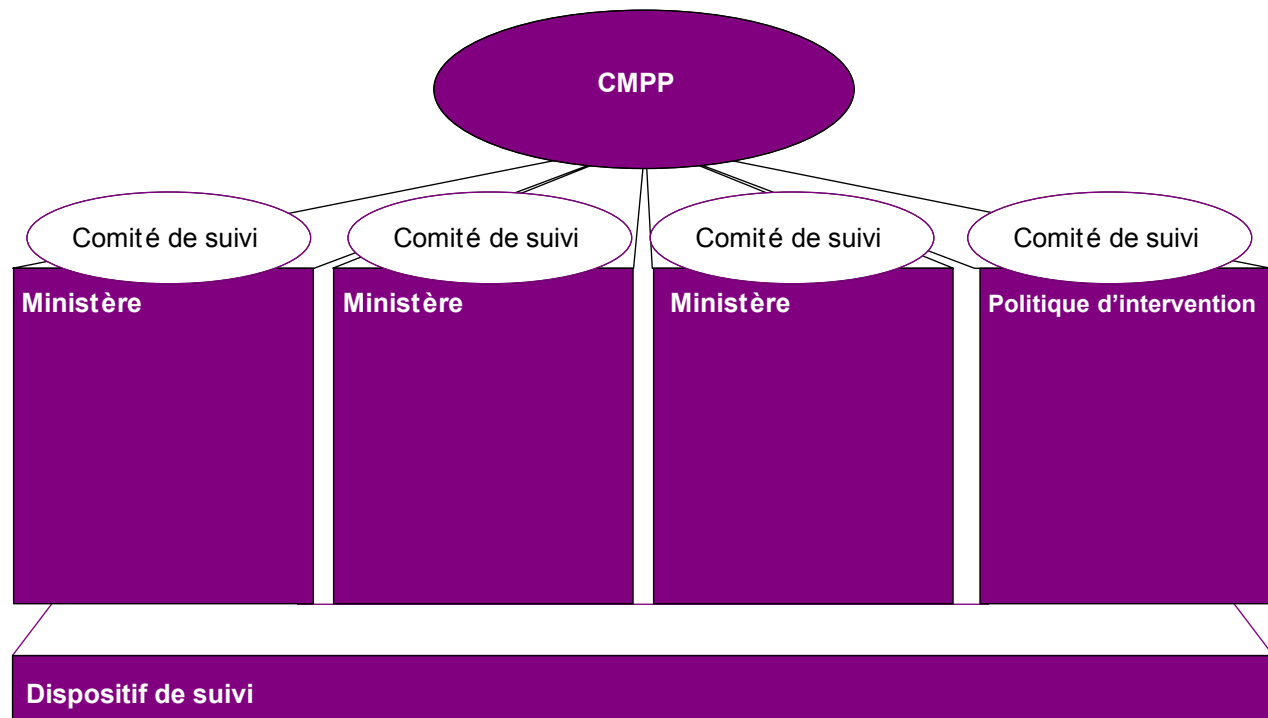 CMPP
Comité de suivi
Comité de suivi
Comité de suivi
Comité de suivi
Ministère
Ministère
Ministère
Politique d'intervention
Dispositif de suivi